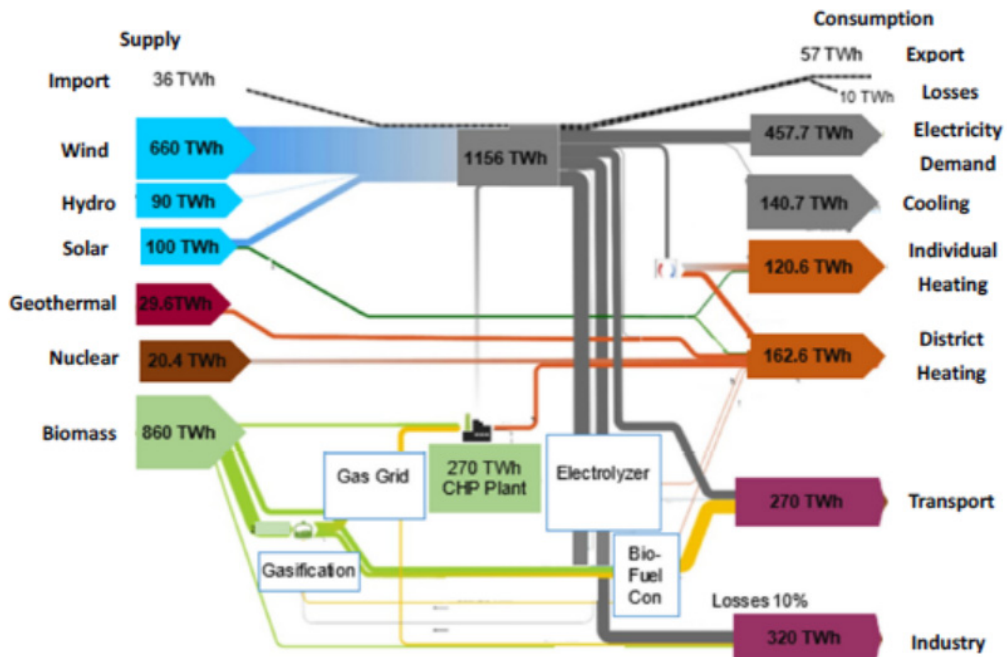 Supply
Consumption
Import
36 TWh
57 TWh
Export
10 TWh
Losses
Wind
660 TWh
1156 TWh
457.7 TWh
Electricity
Demand
Hydro
90 TWh
140.7 TWh
Cooling
Solar
100 TWh
120.6 TWh
Individual
Heating
Geothermal
29.6TWh
Nuclear
20.4 TWh
162.6 TWh
District
Heating
Biomass
860 TWh
Gas Grid
270 TWh
CHP Plant
Electrolyzer
270 TWh
Transport
Gasification
Bio-
Fuel
Con
Losses 10%
320 TWh
Industry